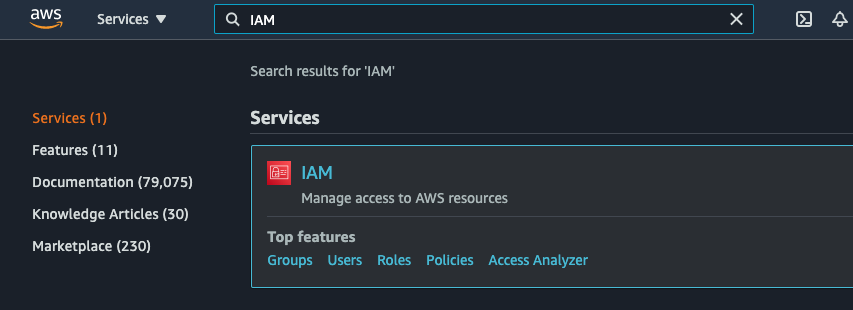 aws Services ▼ IAM
Search results for 'IAM'
Services (1)
Features (11)
Documentation (79,075)
Knowledge Articles (30)
Marketplace (230)
Services
IAM
Manage access to AWS resources
Top features
Groups Users Roles Policies Access Analyzer